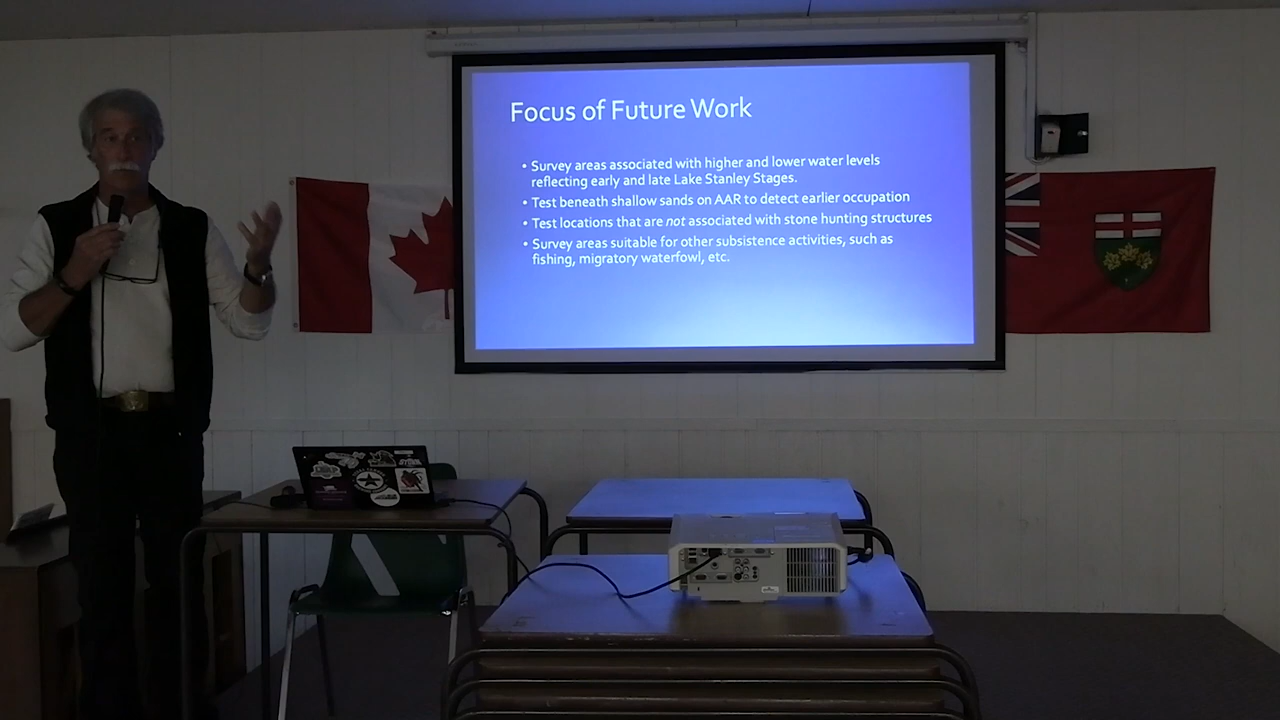 Focus of Future Work
• Survey areas associated with higher and lower water levels
reflecting early and late Lake Stanley Stages.
• Test beneath shallow sands on AAR to detect earlier occupation
• Test locations that are not associated with stone hunting structures
• Survey areas suitable for other subsistence activities, such as
fishing, migratory waterfowl, etc.